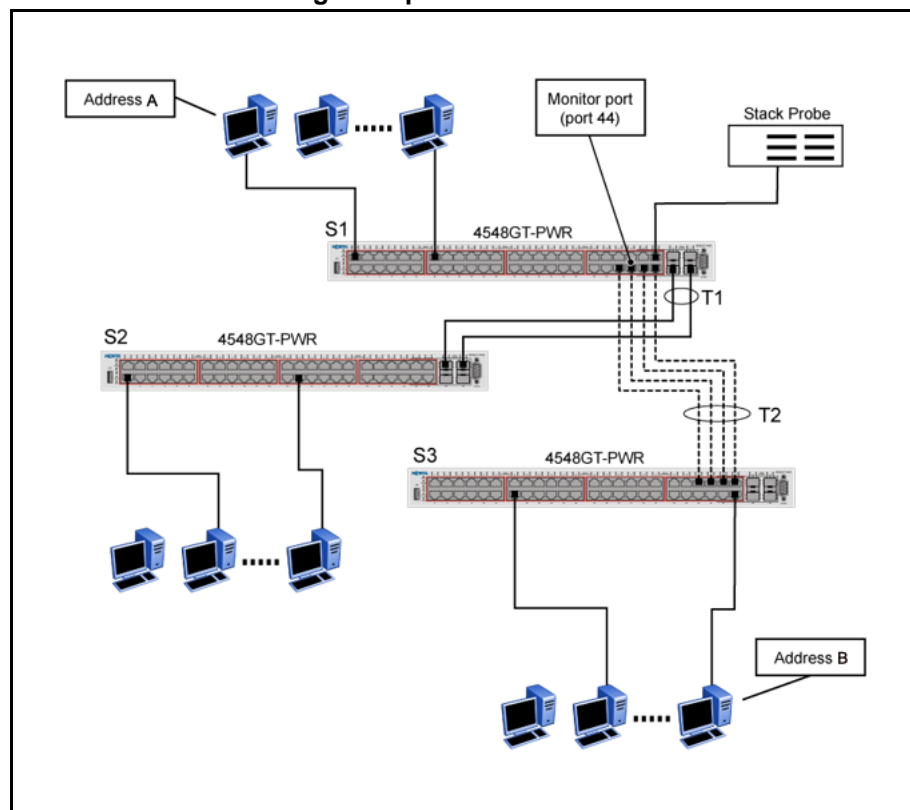 Address A
Monitor port
(port 44)
Stack Probe
S1
4548GT-PWR
T1
S2
4548GT-PWR
T2
S3
4548GT-PWR
Address B